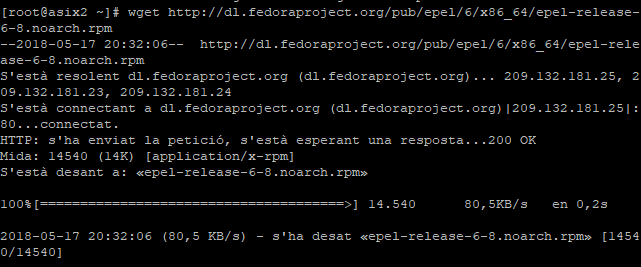 [root@asix2 ~]# wget http://dl.fedoraproject.org/pub/epel/6/x86_64/epel-release-
6-8.noarch.rpm
--2018-05-17 20:32:06--  http://dl.fedoraproject.org/pub/epel/6/x86_64/epel-rele
ase-6-8.noarch.rpm
S'està resolent dl.fedoraproject.org (dl.fedoraproject.org)... 209.132.181.25, 2
09.132.181.23, 209.132.181.24
S'està connectant a dl.fedoraproject.org (dl.fedoraproject.org)|209.132.181.25|:
80...connectat.
HTTP: s'ha enviat la petició, s'està esperant una resposta...200 OK
Mida: 14540 (14K) [application/x-rpm]
S'està desant a: «epel-release-6-8.noarch.rpm»
100%[======================================>] 14.540      80,5KB/s   en 0,2s
2018-05-17 20:32:06 (80,5 KB/s) - s'ha desat «epel-release-6-8.noarch.rpm» [1454
0/14540]